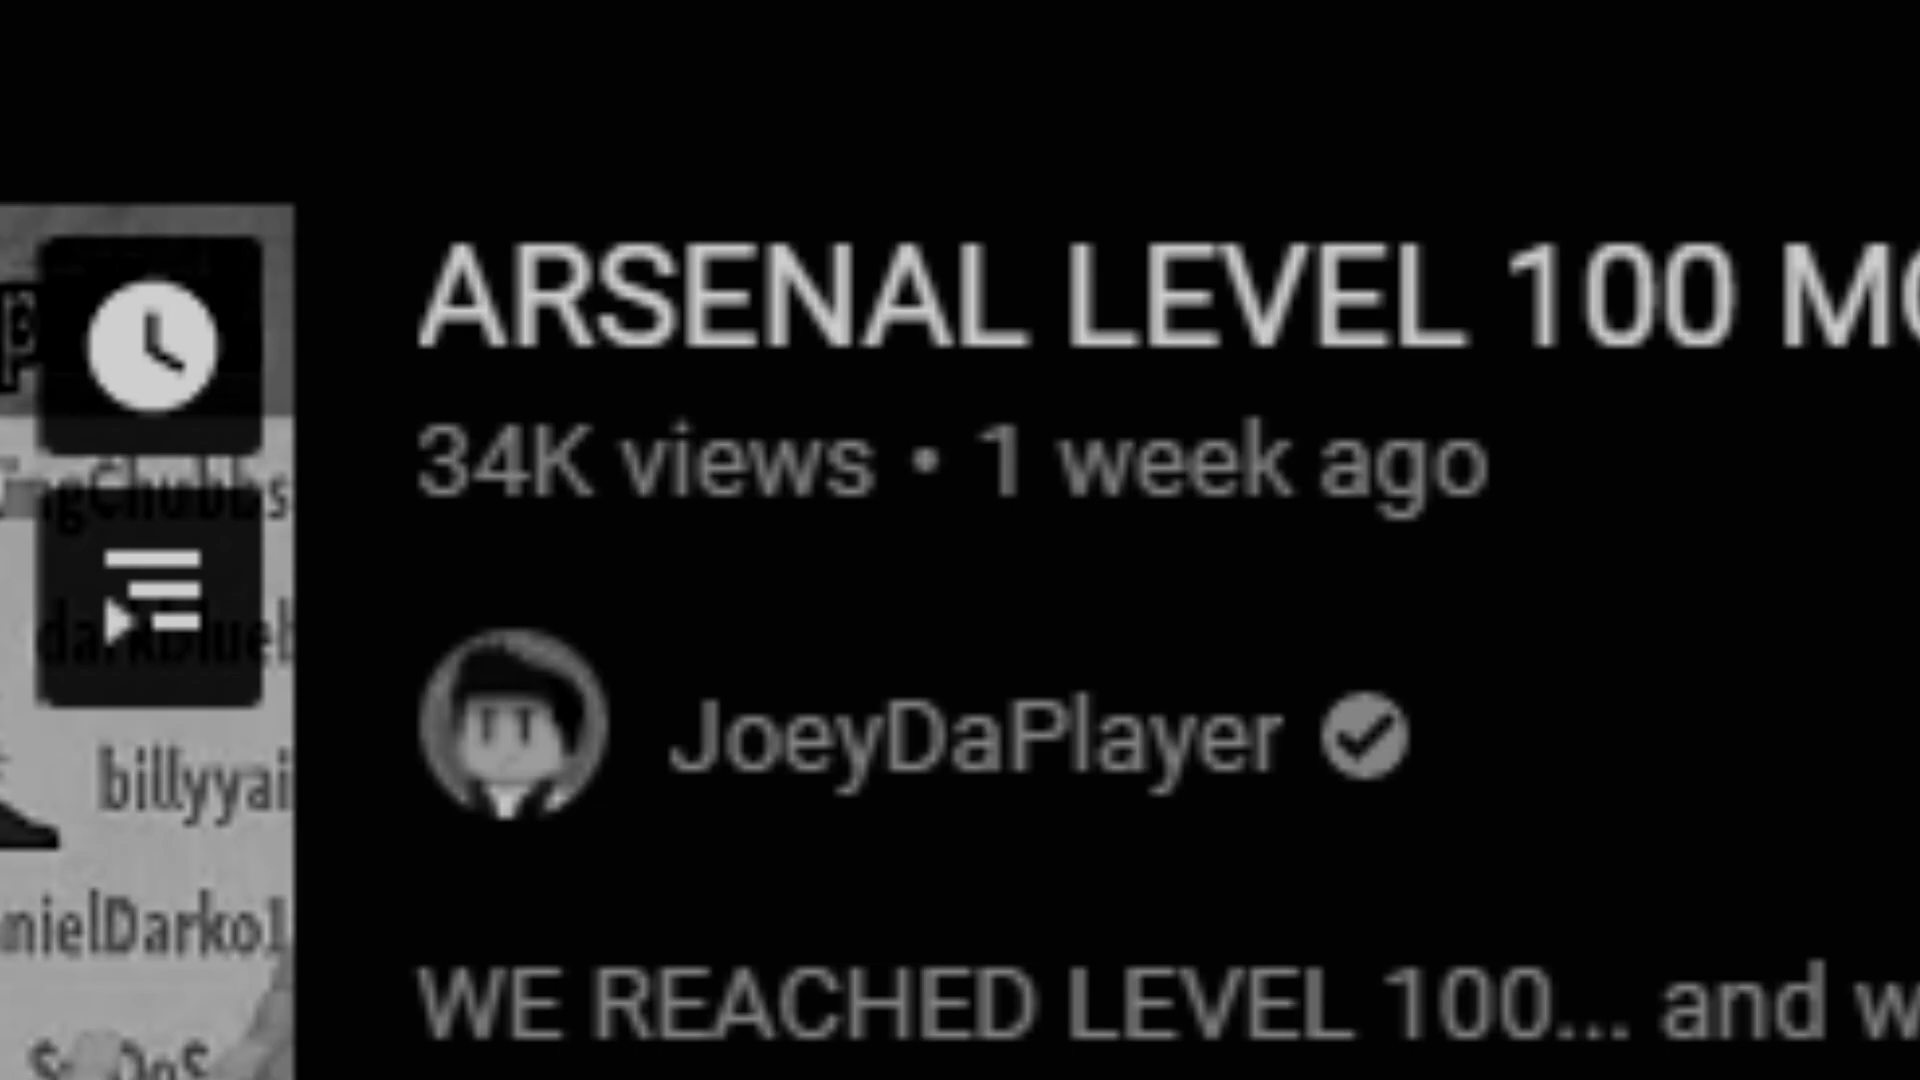 ARSENAL LEVEL 100
34K views • 1 week ago
JoeyDaPlayer
billyyai
nielDarko1
WE REACHED LEVEL 100... and